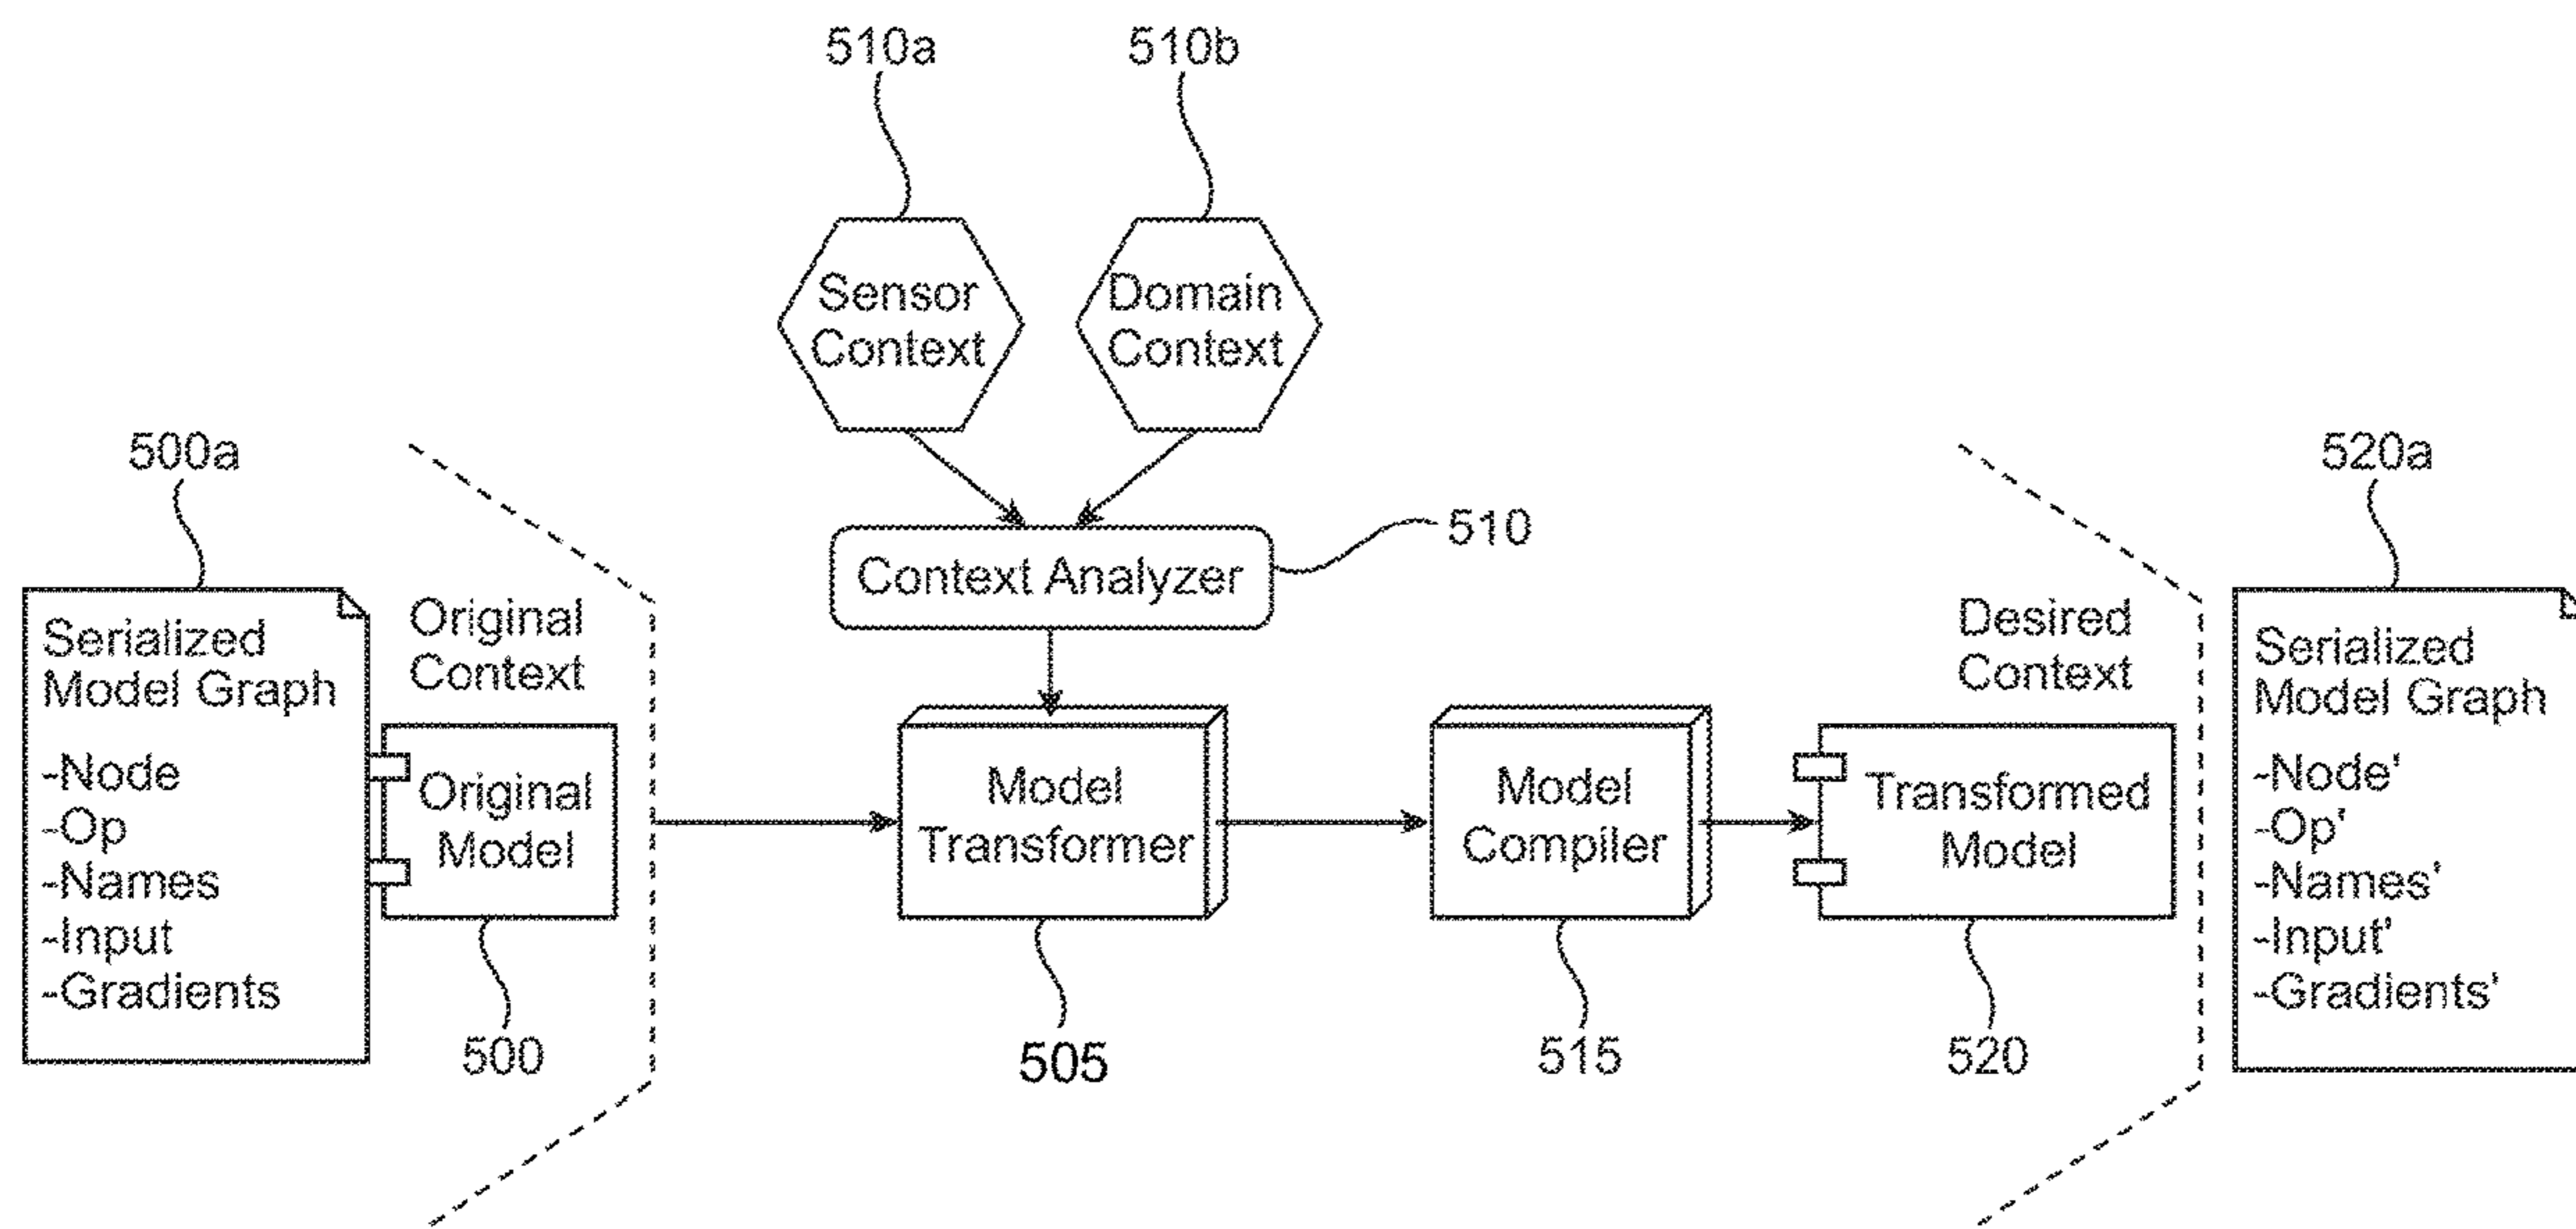 510a
510b
Sensor
Context
Domain
Context
500a
520a
510
Context Analyzer
Serialized
Model Graph
-Node
-Op
-Names
-Input
-Gradients
Original
Context
Original
Model
500
Model
Transformer
505
Model
Compiler
515
Desired
Context
Transformed
Model
520
Serialized
Model Graph
-Node'
-Op'
-Names'
-Input'
-Gradients'